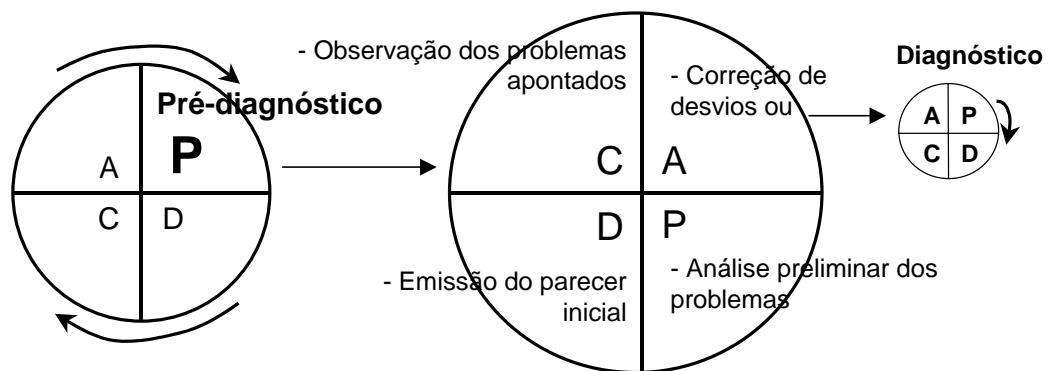 Pré-diagnóstico
P
A
C
D
- Observação dos problemas
apontados
- Correção de
desvios ou
C
A
D
P
- Emissão do parecer
inicial
- Análise preliminar dos
problemas
Diagnóstico
A
P
C
D